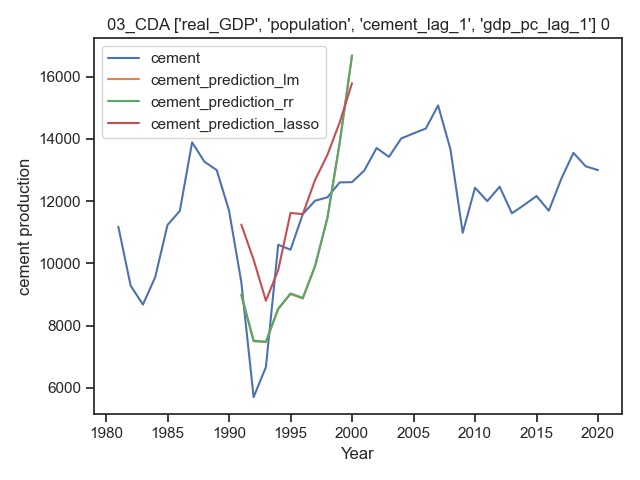 03_CDA ['real_GDP', 'population', 'cement_lag_1', 'gdp_pc_lag_1'] 0
cement
cement_prediction_lm
cement_prediction_rr
cement_prediction_lasso
16000
14000
12000
10000
8000
6000
cement production
1980 1985 1990 1995 2000 2005 2010 2015 2020
Year